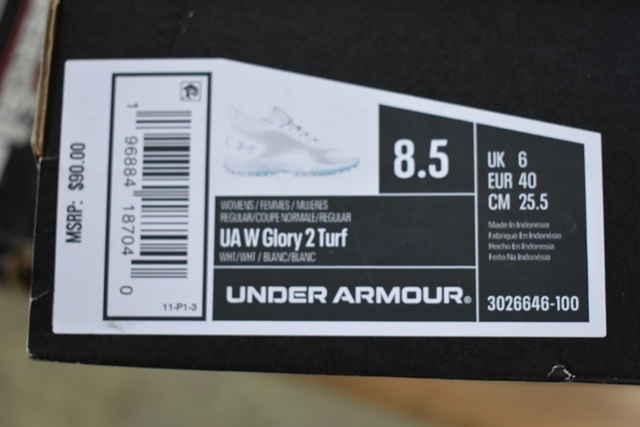 MSRP: $90.00
1 96884 18704 0
11-P1-3
8.5
WOMENS / FEMMES / MUJERES
REGULAR/COUPE NORMALE/REGULAR
UA W Glory 2 Turf
WHT/WHT / BLANC/BLANC
UNDER ARMOUR®
UK 6
EUR 40
CM 25.5
Made In Indonesia
Fabriqué En Indonésie
Hecho En Indonesia
Feito Na Indonésia
3026646-100